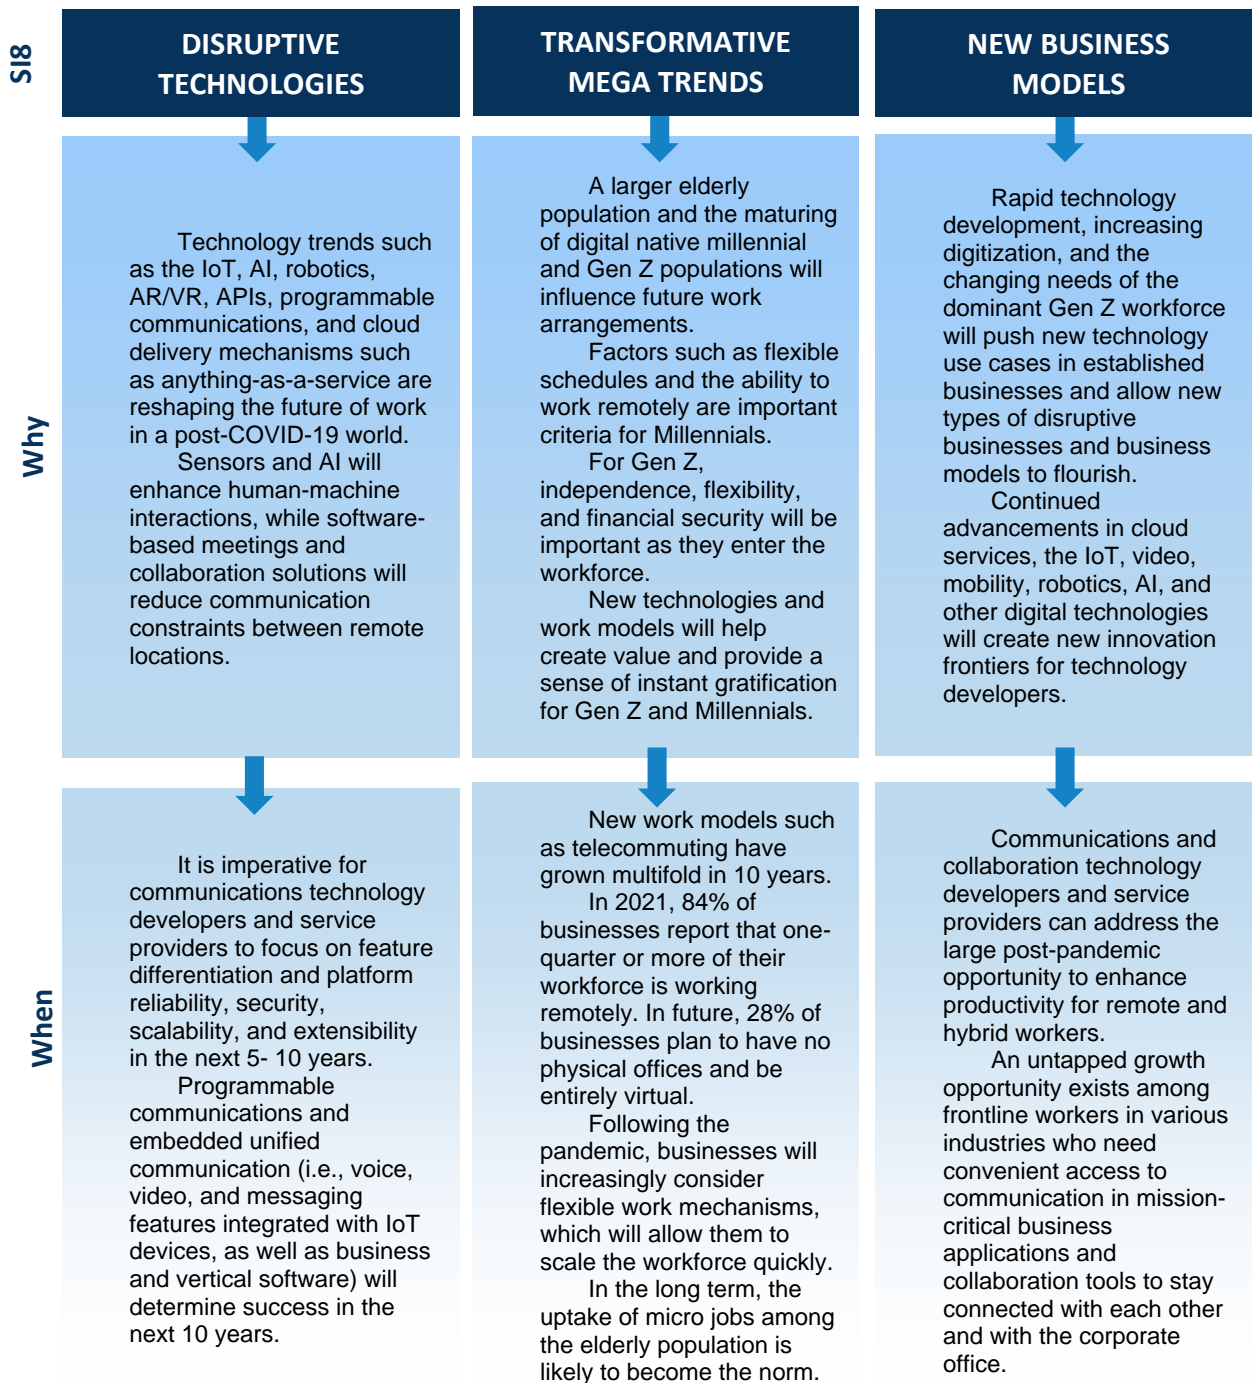 SI8
DISRUPTIVE
TECHNOLOGIES
TRANSFORMATIVE
MEGA TRENDS
NEW BUSINESS
MODELS
Why
Technology trends such
as the IoT, AI, robotics,
AR/VR, APIs, programmable
communications, and cloud
delivery mechanisms such
as anything-as-a-service are
reshaping the future of work
in a post-COVID-19 world.
Sensors and AI will
enhance human-machine
interactions, while software-
based meetings and
collaboration solutions will
reduce communication
constraints between remote
locations.
A larger elderly
population and the maturing
of digital native millennial
and Gen Z populations will
influence future work
arrangements.
Factors such as flexible
schedules and the ability to
work remotely are important
criteria for Millennials.
For Gen Z,
independence, flexibility,
and financial security will be
important as they enter the
workforce.
New technologies and
work models will help
create value and provide a
sense of instant gratification
for Gen Z and Millennials.
Rapid technology
development, increasing
digitization, and the
changing needs of the
dominant Gen Z workforce
will push new technology
use cases in established
businesses and allow new
types of disruptive
businesses and business
models to flourish.
Continued
advancements in cloud
services, the IoT, video,
mobility, robotics, AI, and
other digital technologies
will create new innovation
frontiers for technology
developers.
When
It is imperative for
communications technology
developers and service
providers to focus on feature
differentiation and platform
reliability, security,
scalability, and extensibility
in the next 5- 10 years.
Programmable
communications and
embedded unified
communication (i.e., voice,
video, and messaging
features integrated with IoT
devices, as well as business
and vertical software) will
determine success in the
next 10 years.
New work models such
as telecommuting have
grown multifold in 10 years.
In 2021, 84% of
businesses report that one-
quarter or more of their
workforce is working
remotely. In future, 28% of
businesses plan to have no
physical offices and be
entirely virtual.
Following the
pandemic, businesses will
increasingly consider
flexible work mechanisms,
which will allow them to
scale the workforce quickly.
In the long term, the
uptake of micro jobs among
the elderly population is
likely to become the norm.
Communications and
collaboration technology
developers and service
providers can address the
large post-pandemic
opportunity to enhance
productivity for remote and
hybrid workers.
An untapped growth
opportunity exists among
frontline workers in various
industries who need
convenient access to
communication in mission-
critical business
applications and
collaboration tools to stay
connected with each other
and with the corporate
office.